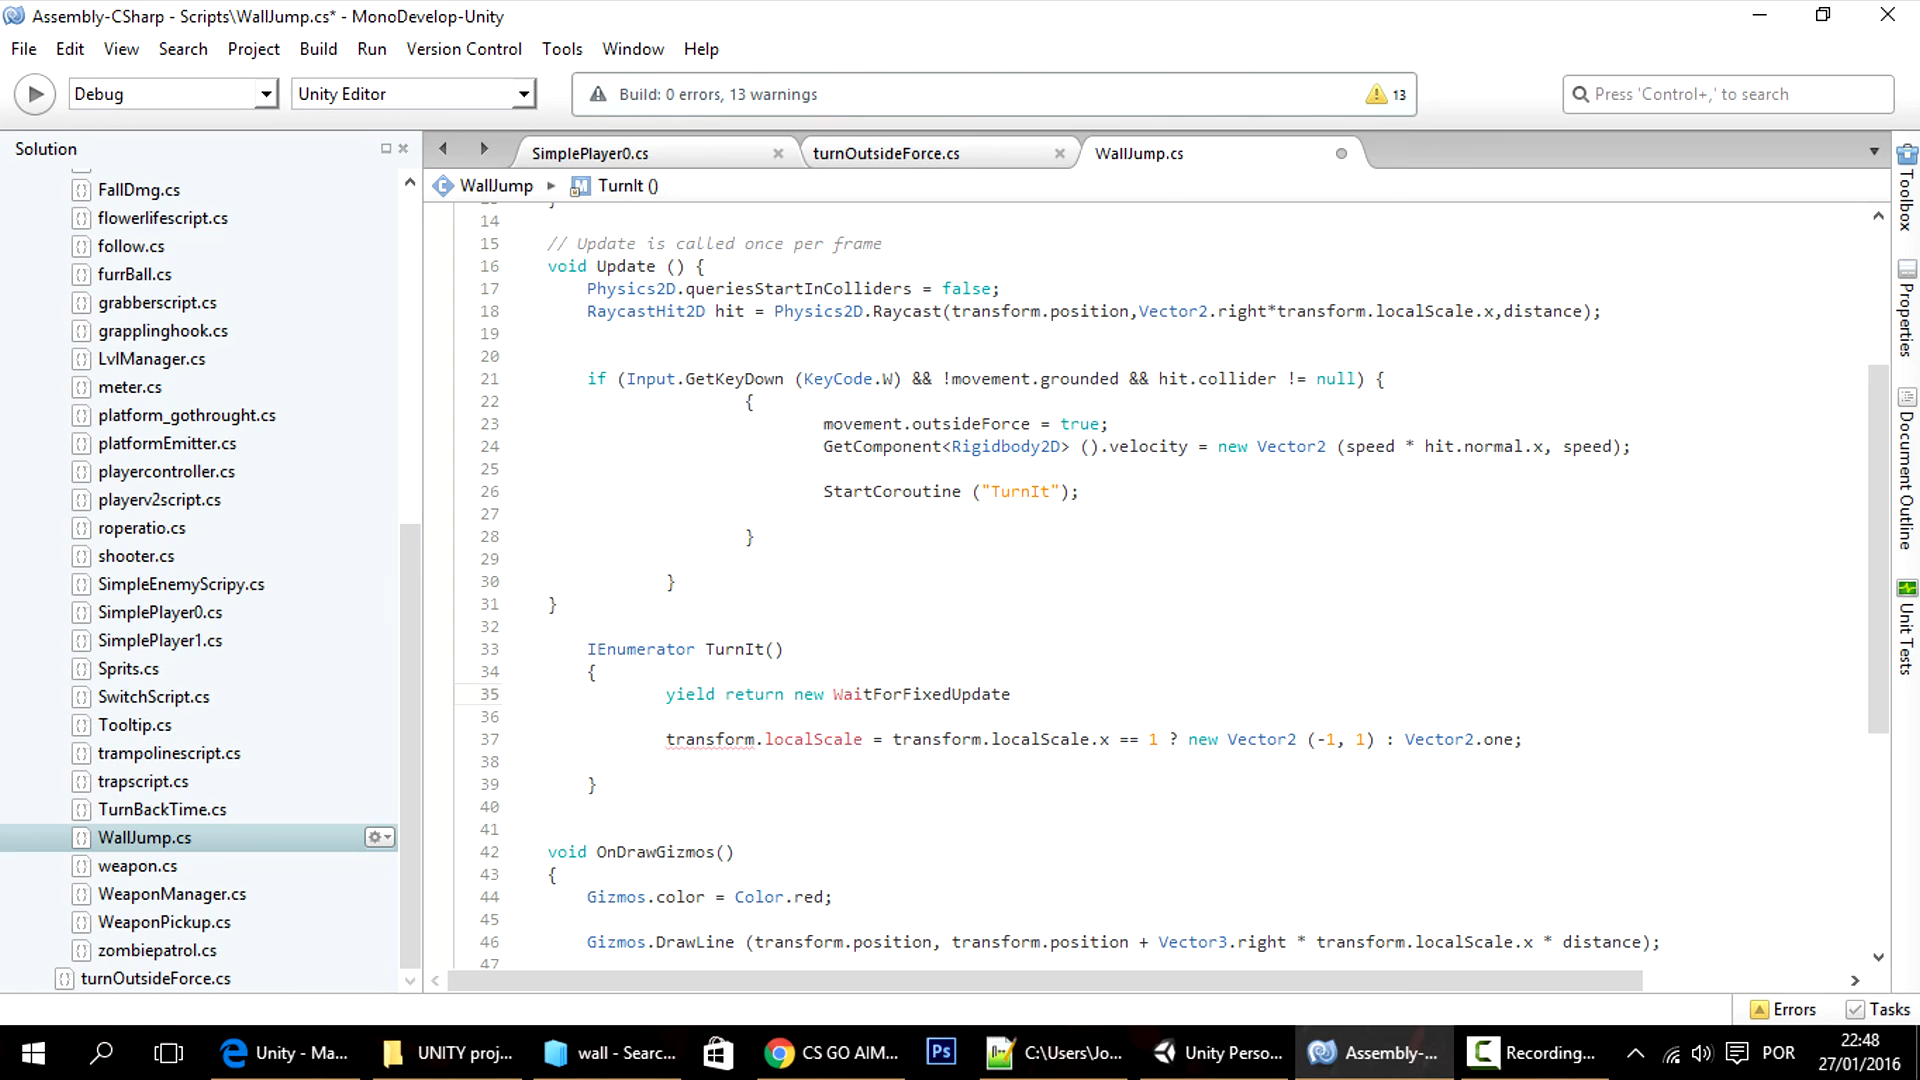 Assembly-CSharp - Scripts\WallJump.cs* - MonoDevelop-Unity
File Edit View Search Project Build Run Version Control Tools Window Help
Debug
Unity Editor
Build: 0 errors, 13 warnings
13
Press 'Control+,' to search
Solution
FallDmg.cs
flowerlifescript.cs
follow.cs
furrBall.cs
grabberscript.cs
grapplinghook.cs
LvlManager.cs
meter.cs
platform_gothrought.cs
platformEmitter.cs
playercontroller.cs
playerv2script.cs
roperatio.cs
shooter.cs
SimpleEnemyScripy.cs
SimplePlayer0.cs
SimplePlayer1.cs
Sprits.cs
SwitchScript.cs
Tooltip.cs
trampolinescript.cs
trapscript.cs
TurnBackTime.cs
WallJump.cs
weapon.cs
WeaponManager.cs
WeaponPickup.cs
zombiepatrol.cs
turnOutsideForce.cs
SimplePlayer0.cs
turnOutsideForce.cs
WallJump.cs
WallJump
TurnIt ()
14
15 // Update is called once per frame
16 void Update () {
17 Physics2D.queriesStartInColliders = false;
18 RaycastHit2D hit = Physics2D.Raycast(transform.position,Vector2.right*transform.localScale.x,distance);
19
20
21 if (Input.GetKeyDown (KeyCode.W) && !movement.grounded && hit.collider != null) {
22 {
23 movement.outsideForce = true;
24 GetComponent<Rigidbody2D> ().velocity = new Vector2 (speed * hit.normal.x, speed);
25
26 StartCoroutine ("TurnIt");
27
28 }
29
30 }
31 }
32
33 IEnumerator TurnIt()
34 {
35 yield return new WaitForFixedUpdate
36
37 transform.localScale = transform.localScale.x == 1 ? new Vector2 (-1, 1) : Vector2.one;
38
39 }
40
41
42 void OnDrawGizmos()
43 {
44 Gizmos.color = Color.red;
45
46 Gizmos.DrawLine (transform.position, transform.position + Vector3.right * transform.localScale.x * distance);
47
Toolbox
Properties
Document Outline
Unit Tests
Errors
Tasks
Unity - Ma...
UNITY proj...
wall - Searc...
CS GO AIM...
Ps
C:\Users\Jo...
Unity Perso...
Assembly-...
Recording...
POR
22:48
27/01/2016